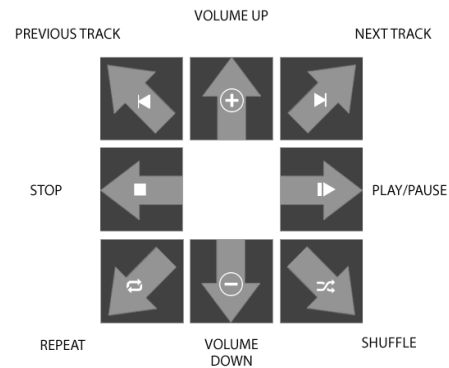 VOLUME UP
PREVIOUS TRACK
NEXT TRACK
STOP
PLAY/PAUSE
REPEAT
VOLUME
DOWN
SHUFFLE